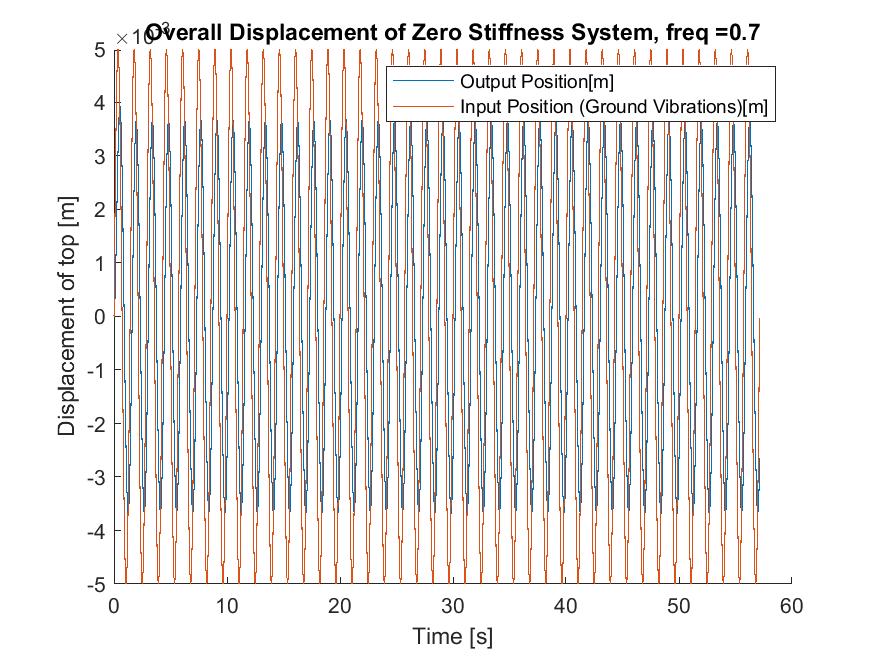 Overall Displacement of Zero Stiffness System, freq =0.7
×10-3
Output Position[m]
Input Position (Ground Vibrations)[m]
5
4
3
2
1
0
-1
-2
-3
-4
-5
Displacement of top [m]
0 10 20 30 40 50 60
Time [s]